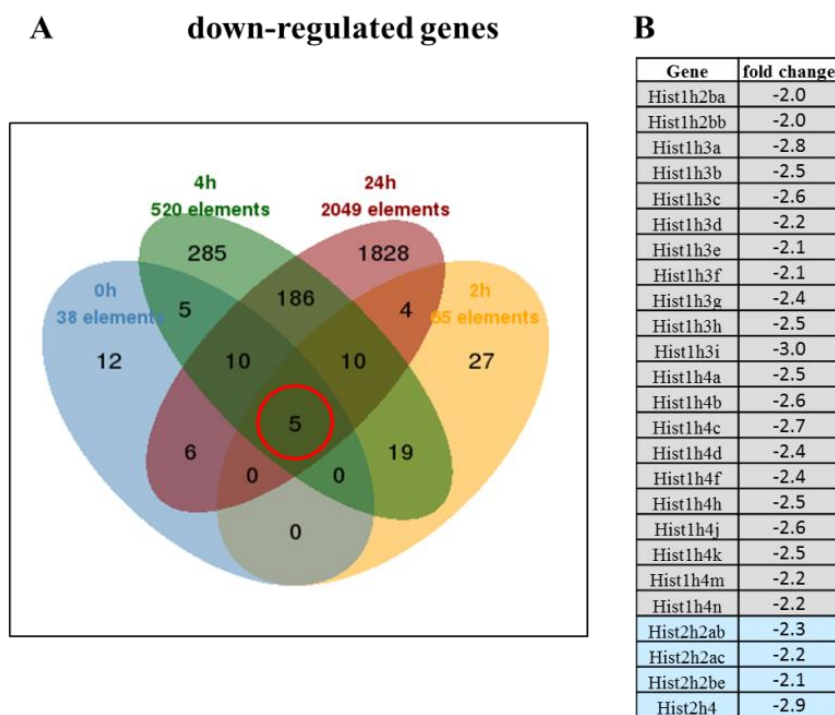 A down-regulated genes B
4h
520 elements
24h
2049 elements
0h
38 elements
2h
55 elements
285
1828
5
186
4
12
10
10
27
5
6
0
0
19
0
Gene fold change
Hist1h2ba -2.0
Hist1h2bb -2.0
Hist1h3a -2.8
Hist1h3b -2.5
Hist1h3c -2.6
Hist1h3d -2.2
Hist1h3e -2.1
Hist1h3f -2.1
Hist1h3g -2.4
Hist1h3h -2.5
Hist1h3i -3.0
Hist1h4a -2.5
Hist1h4b -2.6
Hist1h4c -2.7
Hist1h4d -2.4
Hist1h4f -2.4
Hist1h4h -2.5
Hist1h4j -2.6
Hist1h4k -2.5
Hist1h4m -2.2
Hist1h4n -2.2
Hist2h2ab -2.3
Hist2h2ac -2.2
Hist2h2be -2.1
Hist2h4 -2.9